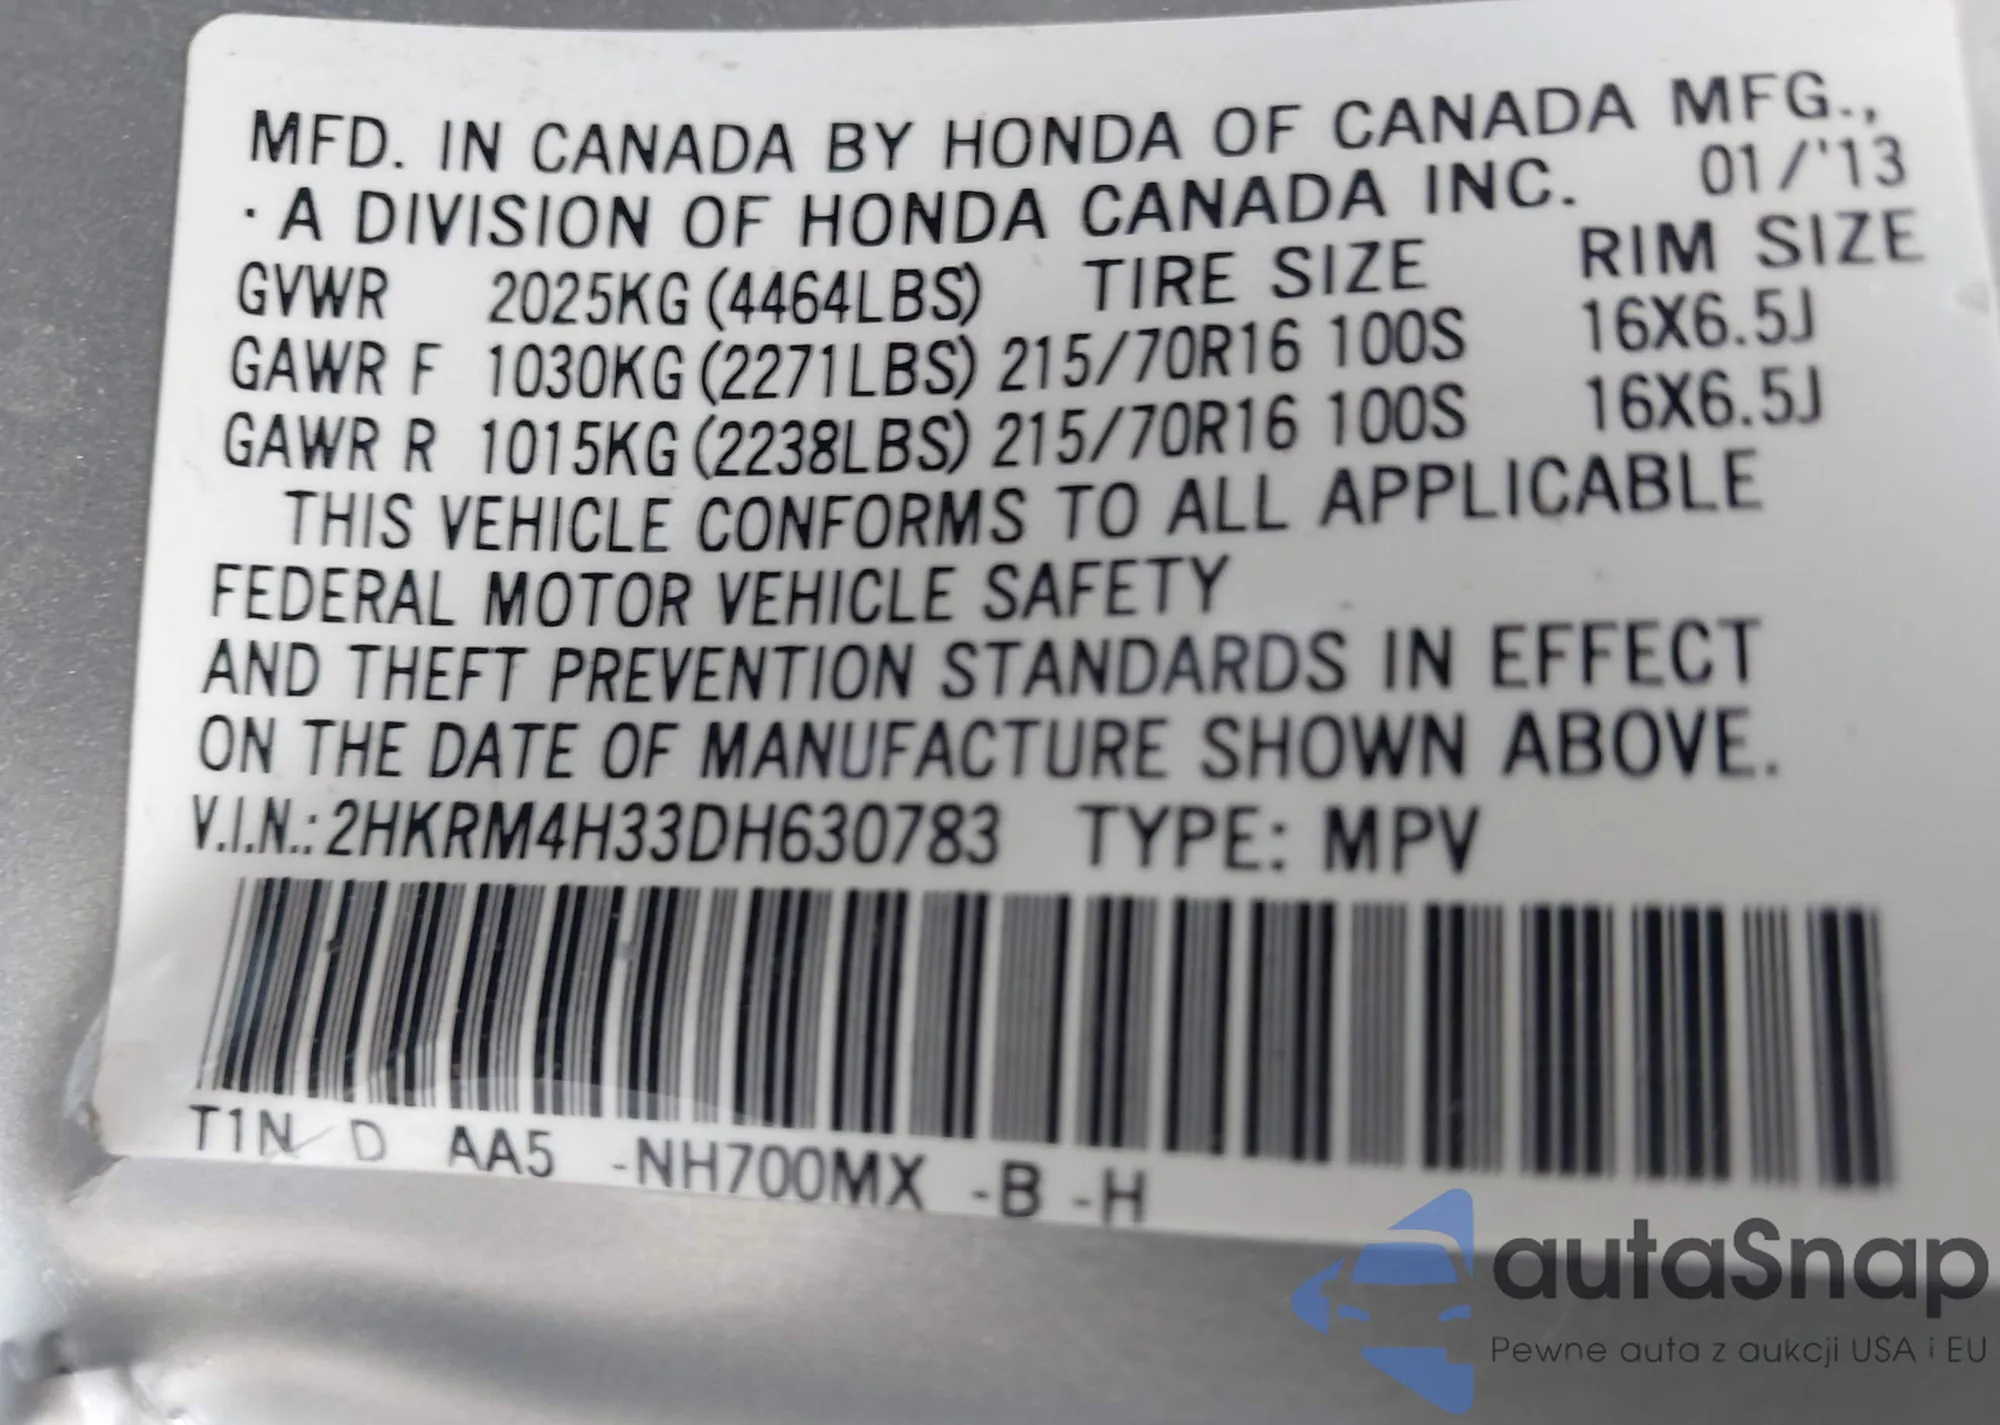 MFD. IN CANADA BY HONDA OF CANADA MFG.,
· A DIVISION OF HONDA CANADA INC. 01/'13
GVWR 2025KG (4464LBS) TIRE SIZE RIM SIZE
GAWR F 1030KG (2271LBS) 215/70R16 100S 16X6.5J
GAWR R 1015KG (2238LBS) 215/70R16 100S 16X6.5J
THIS VEHICLE CONFORMS TO ALL APPLICABLE
FEDERAL MOTOR VEHICLE SAFETY
AND THEFT PREVENTION STANDARDS IN EFFECT
ON THE DATE OF MANUFACTURE SHOWN ABOVE.
V.I.N.: 2HKRM4H33DH630783 TYPE: MPV
T1N D AA5 -NH700MX -B -H
autaSnap
Pewne auta z aukcji USA i EU